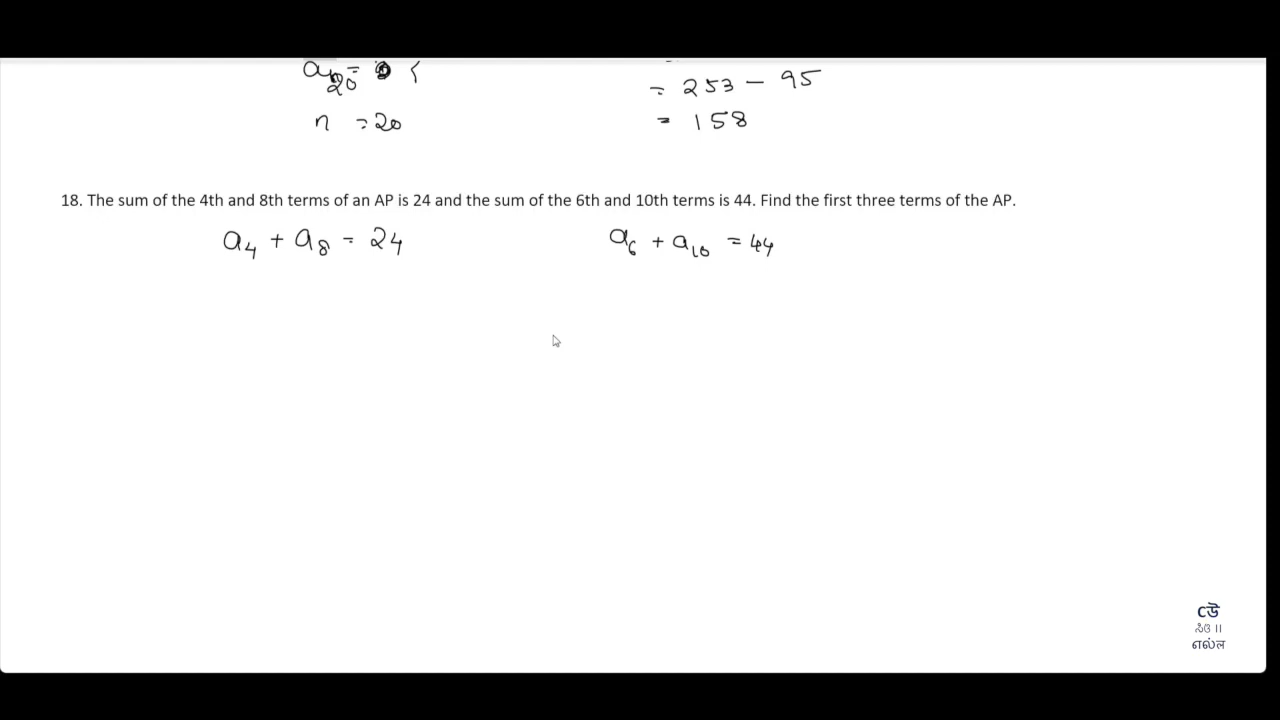 = 253 - 95
n = 20
= 158
18. The sum of the 4th and 8th terms of an AP is 24 and the sum of the 6th and 10th terms is 44. Find the first three terms of the AP.
a₄ + a₈ = 24
a₆ + a₁₀ = 44
எல்ல